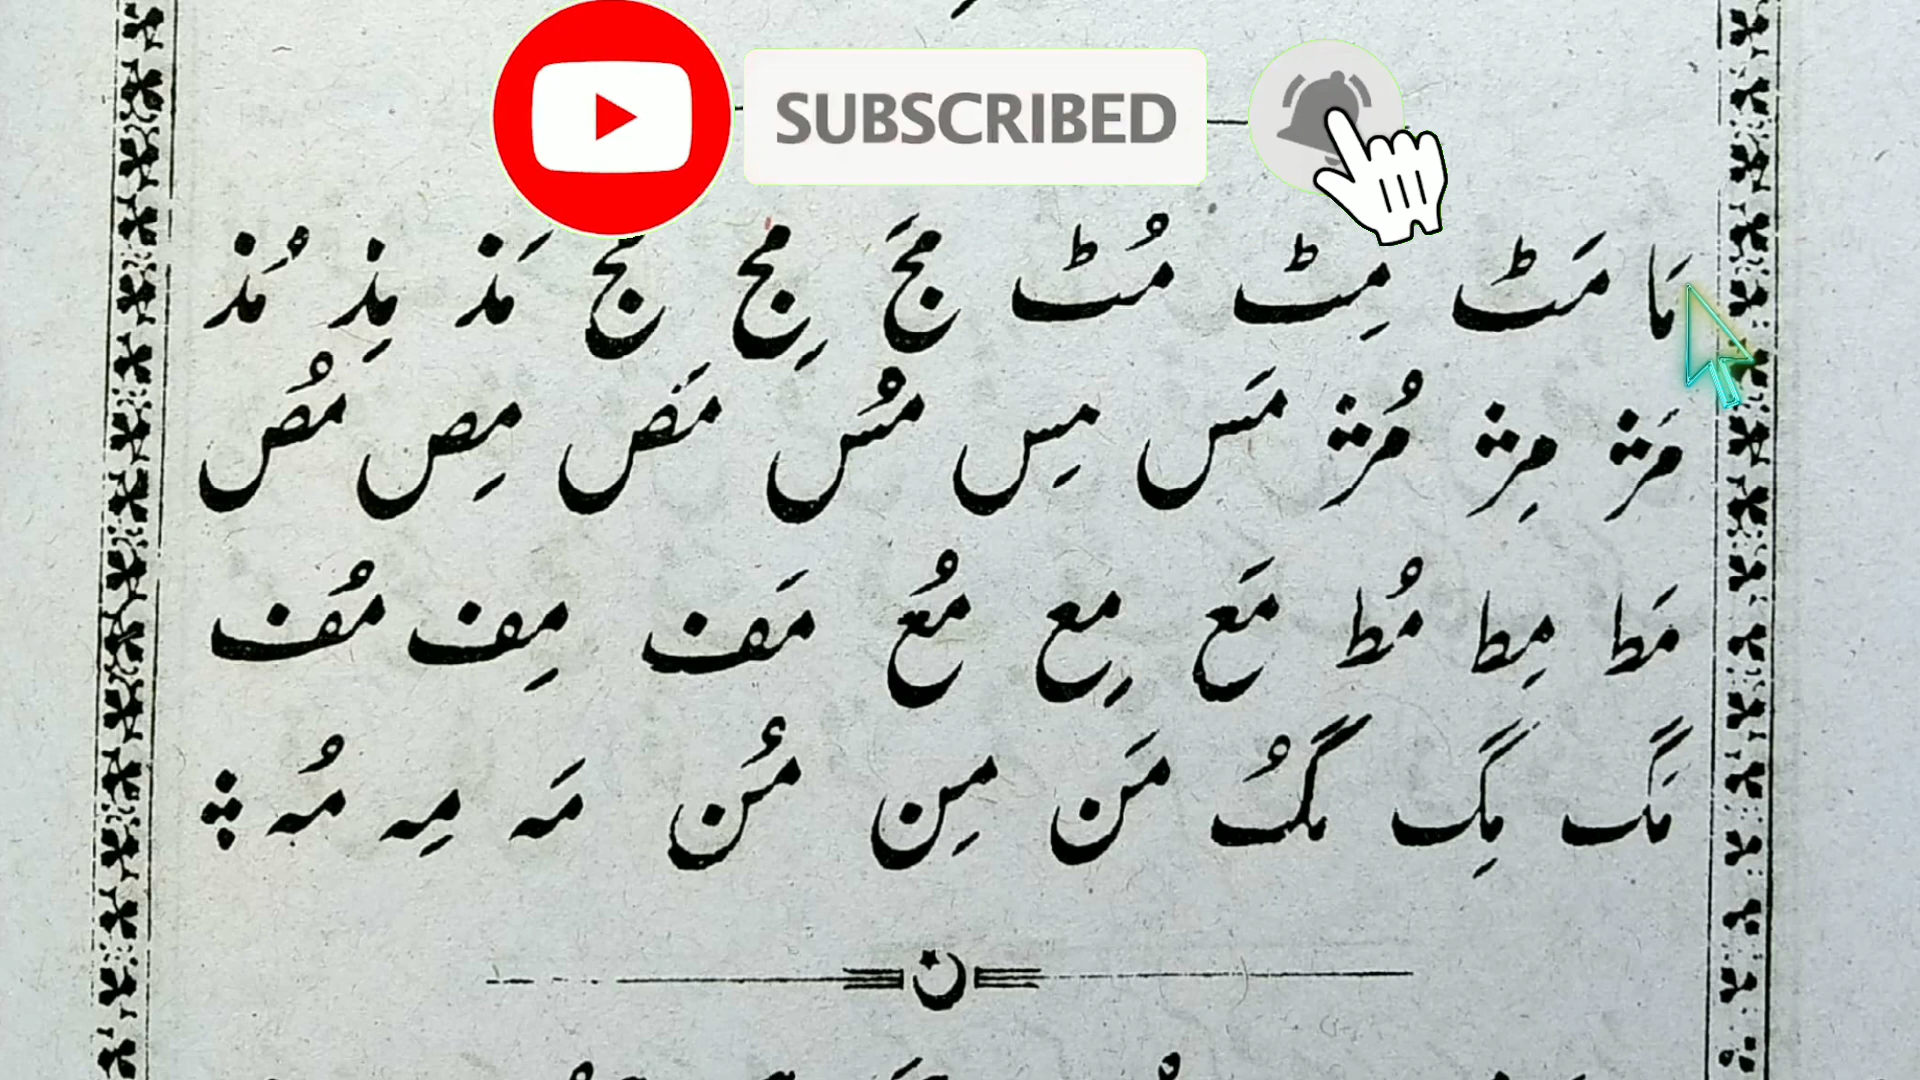 SUBSCRIBED
مَا مَٹ مِٹ مُٹ مَجَ مِجِ مُج مَذ مِذ مُذ
مَژ مِژ مُژ مَس مِس مُس مَص مِص مُص
مَط مِط مُط مَع مِع مُع مَف مِف مُف
مَگ مِگ مُگ مَن مِن مُن مَہ مِہ مُہ